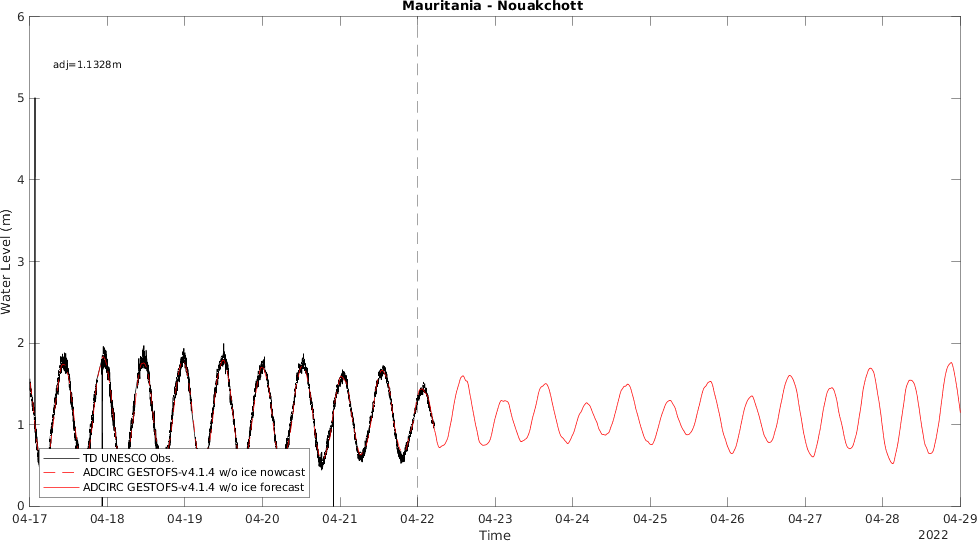 Mauritania - Nouakchott
6
adj=1.1328m
5
4
3
2
1
0
Water Level (m)
TD UNESCO Obs.
ADCIRC GESTOFS-v4.1.4 w/o ice nowcast
ADCIRC GESTOFS-v4.1.4 w/o ice forecast
04-17 04-18 04-19 04-20 04-21 04-22 04-23 04-24 04-25 04-26 04-27 04-28 04-29
Time
2022